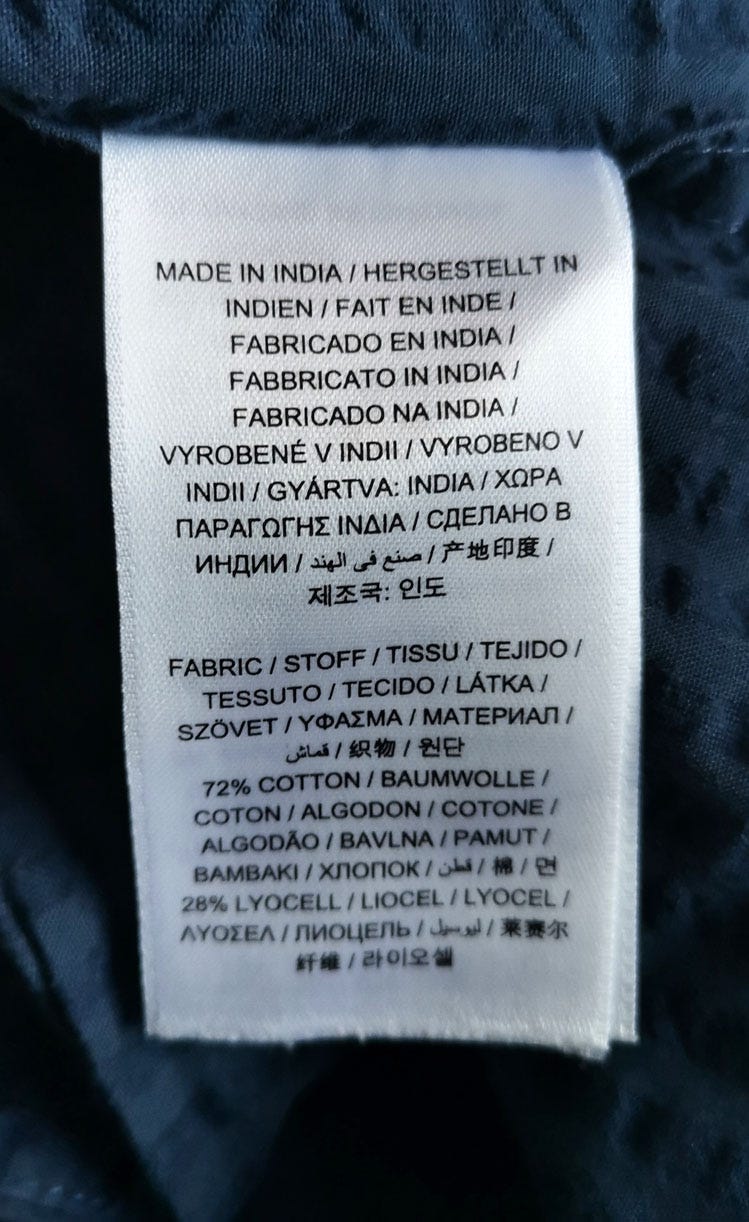 MADE IN INDIA / HERGESTELLT IN
INDIEN / FAIT EN INDE /
FABRICADO EN INDIA /
FABBRICATO IN INDIA /
FABRICADO NA INDIA /
VYROBENÉ V INDII / VYROBENO V
INDII / GYÁRTVA: INDIA / ΧΩΡΑ
ΠΑΡΑΓΩΓΗΣ ΙΝΔΙΑ / СДЕЛАНО В
ИНДИИ / صنع في الهند / 产地印度 /
제조국: 인도
FABRIC / STOFF / TISSU / TEJIDO /
TESSUTO / TECIDO / LÁTKA /
SZÖVET / ΥΦΑΣΜΑ / МАТЕРИАЛ /
قماش / 织物 / 원단
72% COTTON / BAUMWOLLE /
COTON / ALGODON / COTONE /
ALGODÃO / BAVLNA / PAMUT /
ΒΑΜΒΑΚΙ / ХЛОПОК / قطن / 棉 / 면
28% LYOCELL / LIOCEL / LYOCEL /
ΛΥΟΣΕΛ / ЛИОЦЕЛЬ / ليوسيل / 莱赛尔
纤维 / 라이오셀